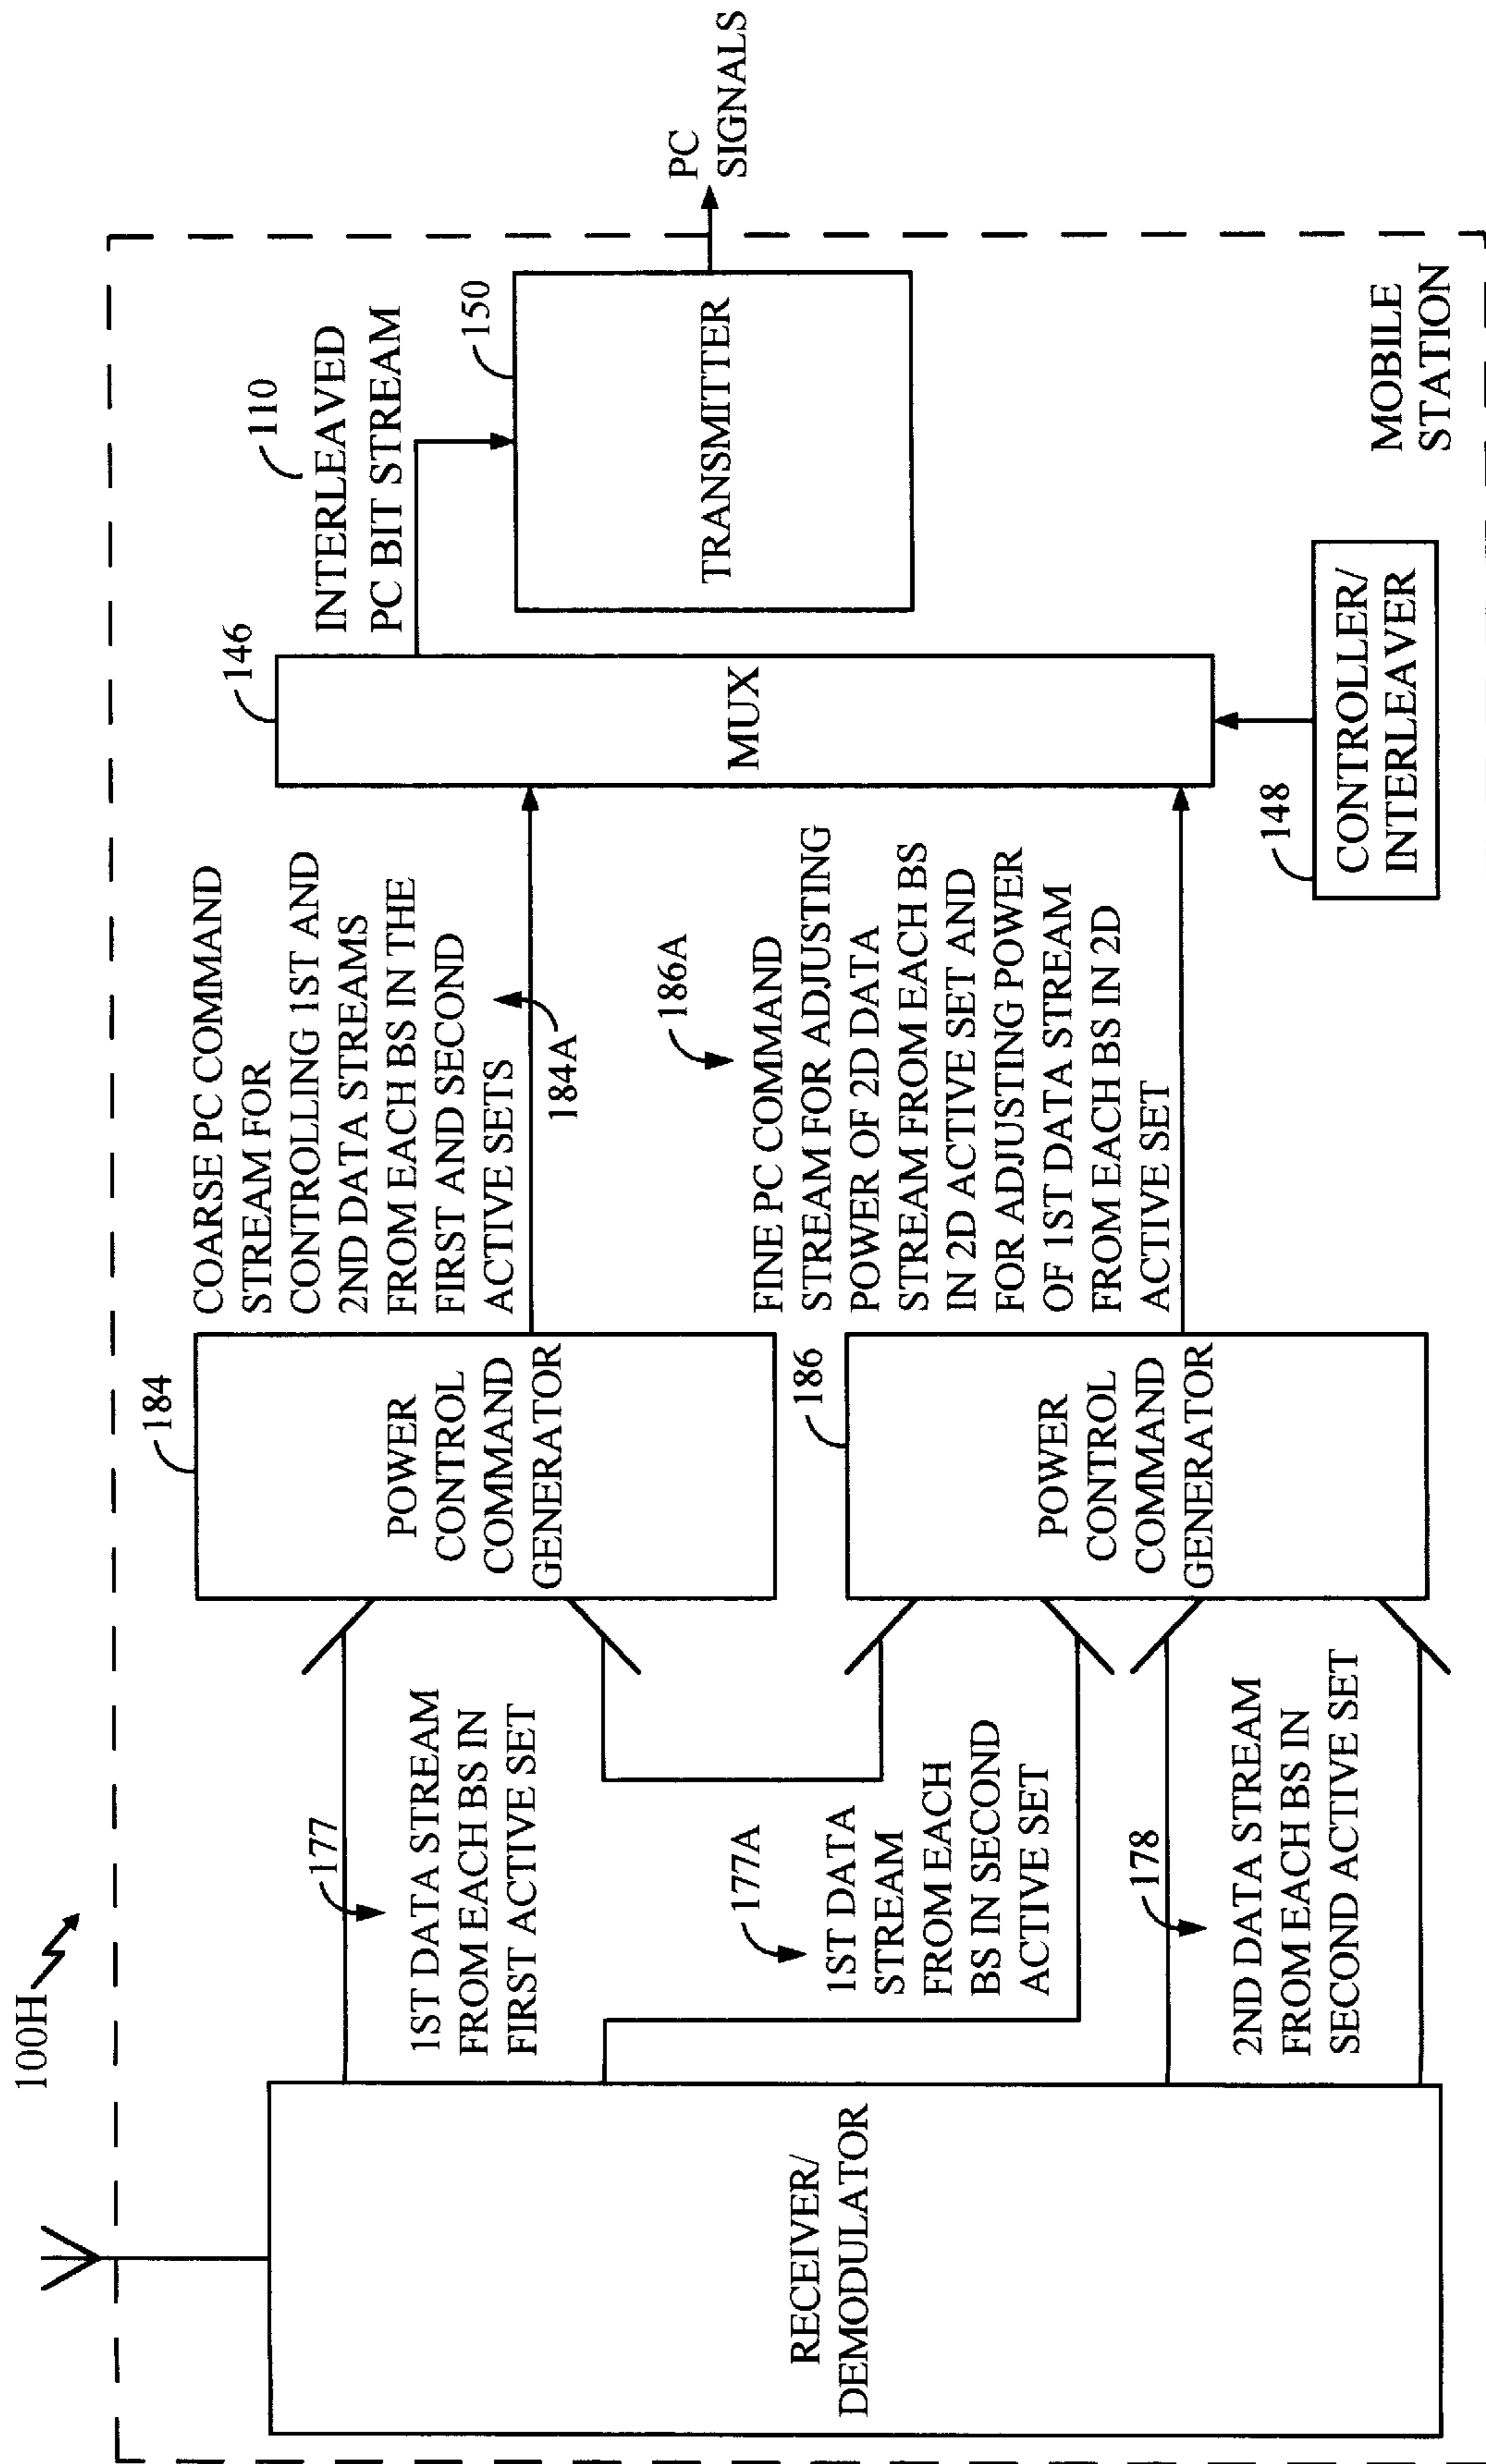 100H
RECEIVER/
DEMODULATOR
177
1ST DATA STREAM
FROM EACH BS IN
FIRST ACTIVE SET
177A
1ST DATA
STREAM
FROM EACH
BS IN SECOND
ACTIVE SET
178
2ND DATA STREAM
FROM EACH BS IN
SECOND ACTIVE SET
184
POWER
CONTROL
COMMAND
GENERATOR
186
POWER
CONTROL
COMMAND
GENERATOR
COARSE PC COMMAND
STREAM FOR
CONTROLLING 1ST AND
2ND DATA STREAMS
FROM EACH BS IN THE
FIRST AND SECOND
ACTIVE SETS
184A
186A
FINE PC COMMAND
STREAM FOR ADJUSTING
POWER OF 2D DATA
STREAM FROM EACH BS
IN 2D ACTIVE SET AND
FOR ADJUSTING POWER
OF 1ST DATA STREAM
FROM EACH BS IN 2D
ACTIVE SET
146
MUX
148
CONTROLLER/
INTERLEAVER
110
INTERLEAVED
PC BIT STREAM
150
TRANSMITTER
MOBILE
STATION
PC
SIGNALS